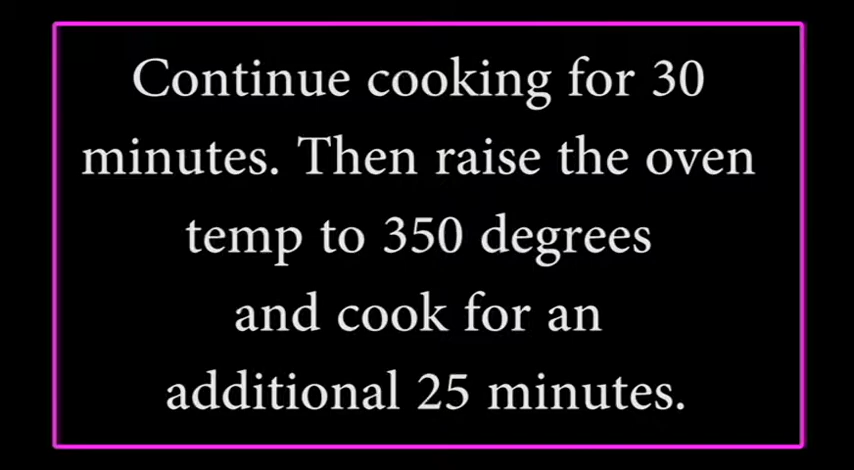 Continue cooking for 30
minutes. Then raise the oven
temp to 350 degrees
and cook for an
additional 25 minutes.